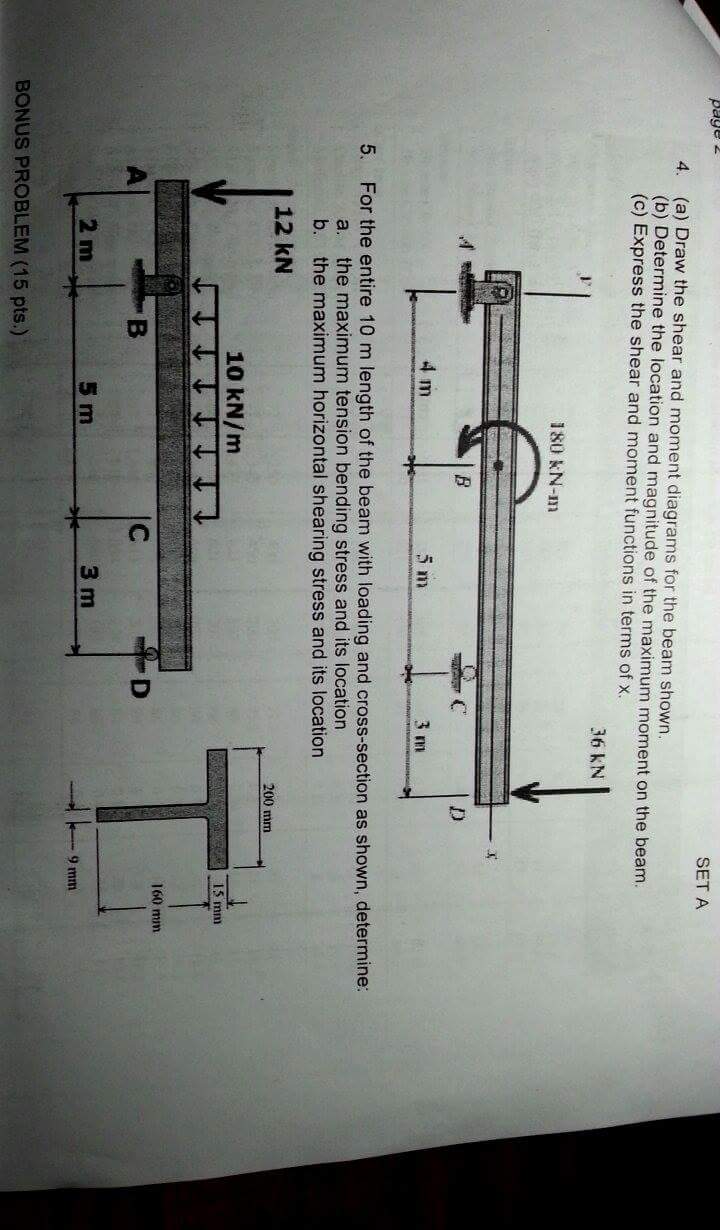 page 2
SET A
4. (a) Draw the shear and moment diagrams for the beam shown.
(b) Determine the location and magnitude of the maximum moment on the beam.
(c) Express the shear and moment functions in terms of x.
36 kN
y
180 kN-m
x
A B C D
4 m 5 m 3 m
5. For the entire 10 m length of the beam with loading and cross-section as shown, determine:
a. the maximum tension bending stress and its location
b. the maximum horizontal shearing stress and its location
12 kN
200 mm
10 kN/m
15 mm
160 mm
A B C D
2 m 5 m 3 m
9 mm
BONUS PROBLEM (15 pts.)